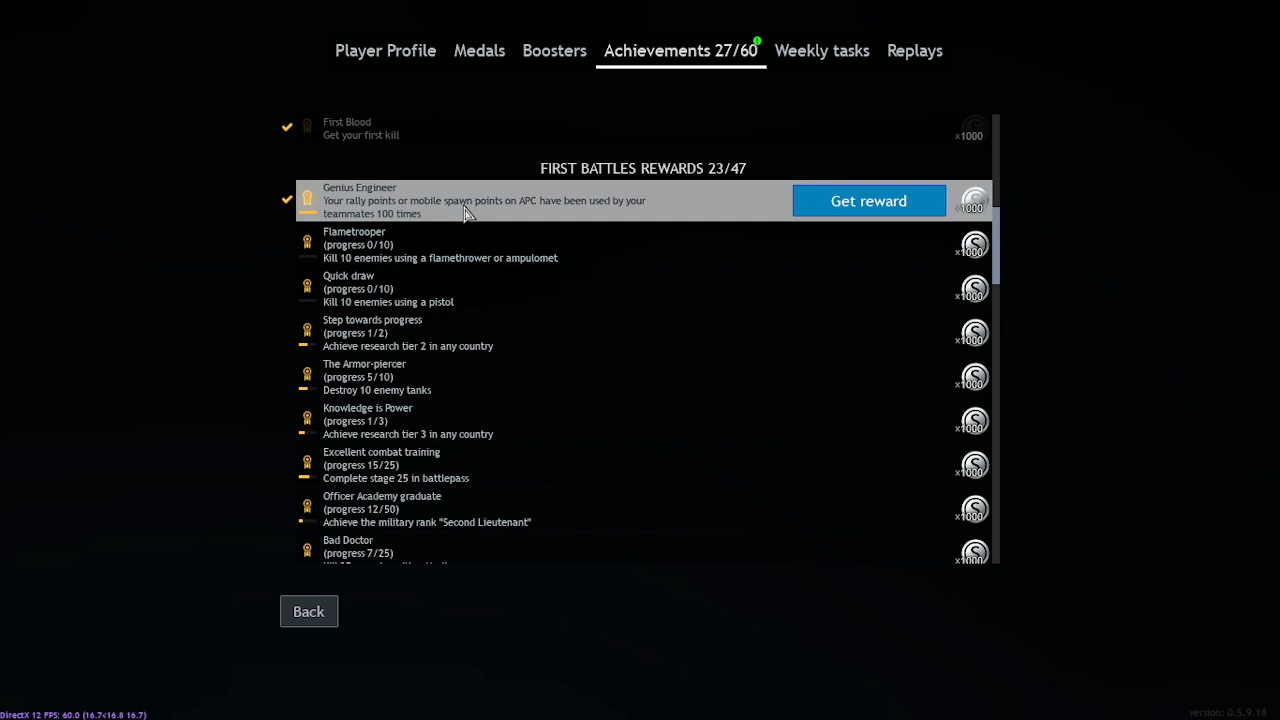 Player Profile Medals Boosters Achievements 27/60 Weekly tasks Replays
First Blood
Get your first kill
x1000
FIRST BATTLES REWARDS 23/47
Genius Engineer
Your rally points or mobile spawn points on APC have been used by your
teammates 100 times
Get reward
x1000
Flametrooper
(progress 0/10)
Kill 10 enemies using a flamethrower or ampulomet
x1000
Quick draw
(progress 0/10)
Kill 10 enemies using a pistol
x1000
Step towards progress
(progress 1/2)
Achieve research tier 2 in any country
x1000
The Armor-piercer
(progress 5/10)
Destroy 10 enemy tanks
x1000
Knowledge is Power
(progress 1/3)
Achieve research tier 3 in any country
x1000
Excellent combat training
(progress 15/25)
Complete stage 25 in battlepass
x1000
Officer Academy graduate
(progress 12/50)
Achieve the military rank "Second Lieutenant"
x1000
Bad Doctor
(progress 7/25)
x1000
Back
DirectX 12 FPS: 60.0 (16.7<16.8 16.7)
version: 0.5.9.18